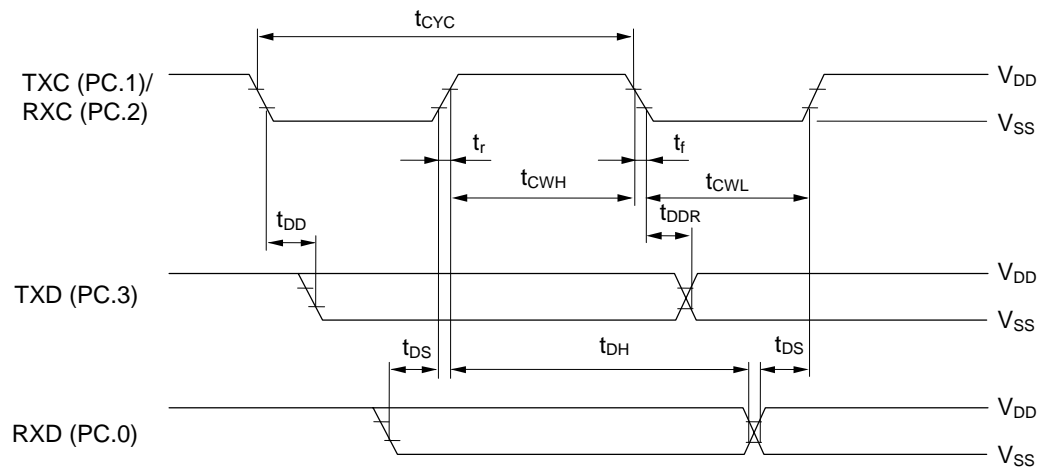 tCYC
TXC (PC.1)/
RXC (PC.2)
VDD
VSS
tr
tf
tCWH
tCWL
tDD
tDDR
TXD (PC.3)
VDD
VSS
tDS
tDH
tDS
RXD (PC.0)
VDD
VSS